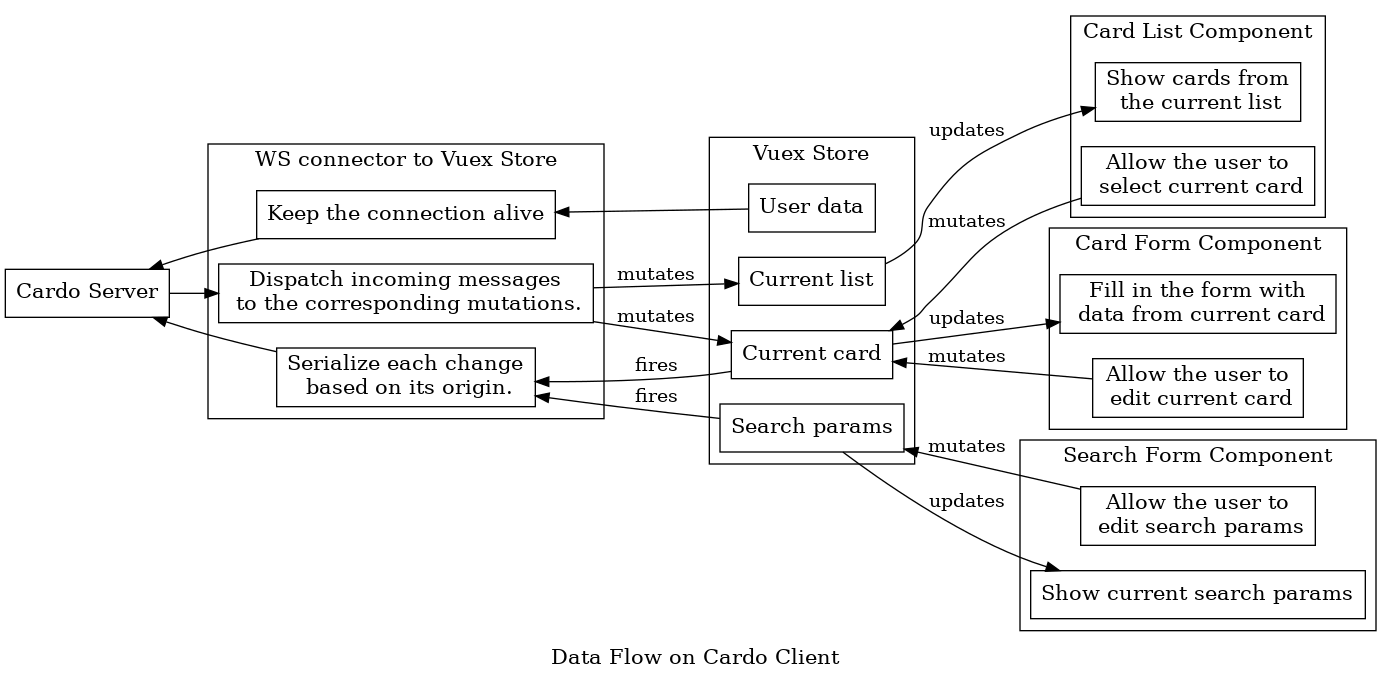 Cardo Server
WS connector to Vuex Store
Keep the connection alive
Dispatch incoming messages
to the corresponding mutations.
Serialize each change
based on its origin.
mutates
mutates
fires
fires
Vuex Store
User data
Current list
Current card
Search params
updates
mutates
updates
mutates
mutates
updates
Card List Component
Show cards from
the current list
Allow the user to
select current card
Card Form Component
Fill in the form with
data from current card
Allow the user to
edit current card
Search Form Component
Allow the user to
edit search params
Show current search params
Data Flow on Cardo Client